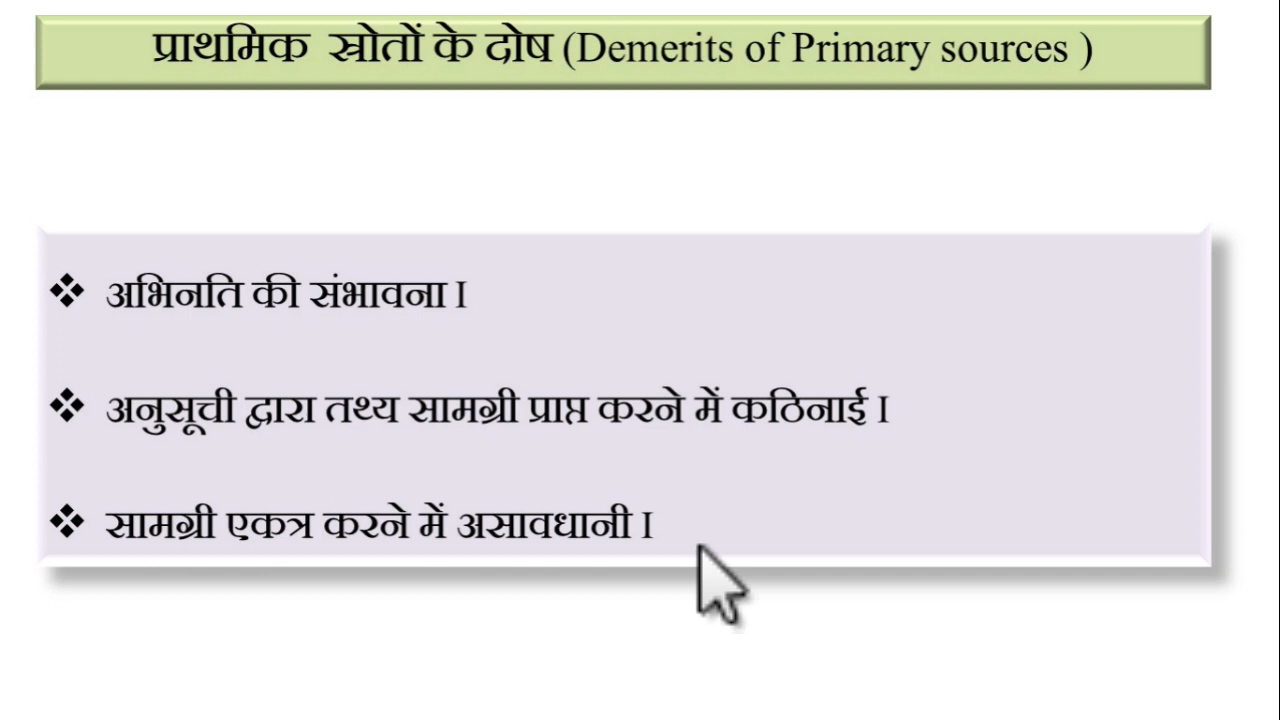 प्राथमिक स्रोतों के दोष (Demerits of Primary sources )
❖ अभिनति की संभावना I
❖ अनुसूची द्वारा तथ्य सामग्री प्राप्त करने में कठिनाई I
❖ सामग्री एकत्र करने में असावधानी I